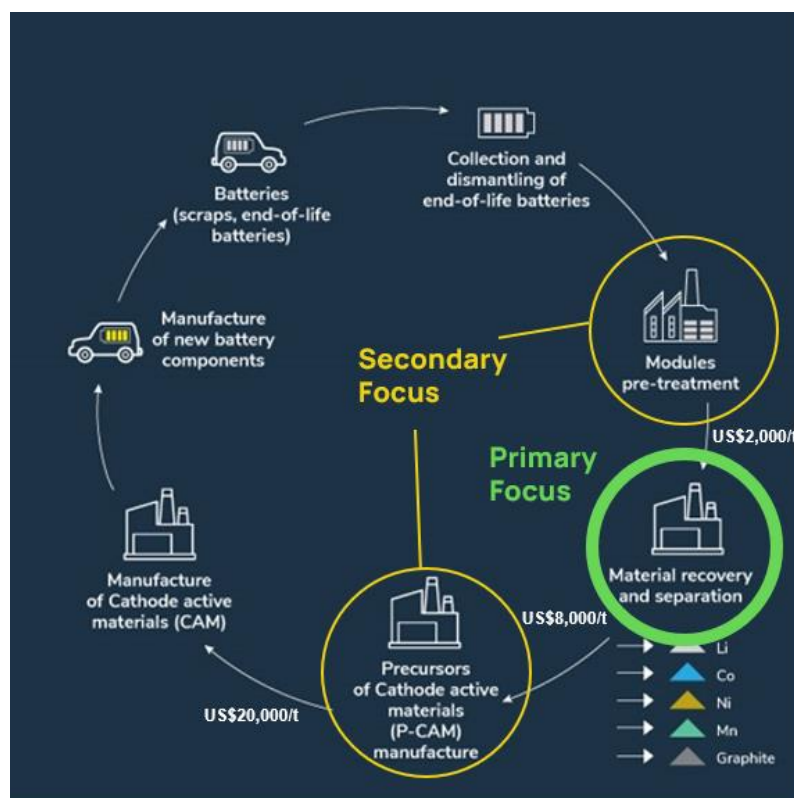 Batteries
(scraps, end-of-life
batteries)
Collection and
dismantling of
end-of-life batteries
Manufacture
of new battery
components
Secondary
Focus
Modules
pre-treatment
US$2,000/t
Primary
Focus
Material recovery
and separation
Manufacture
of Cathode active
materials (CAM)
US$8,000/t
Precursors
of Cathode active
materials
(P-CAM)
manufacture
US$20,000/t
Li
Co
Ni
Mn
Graphite